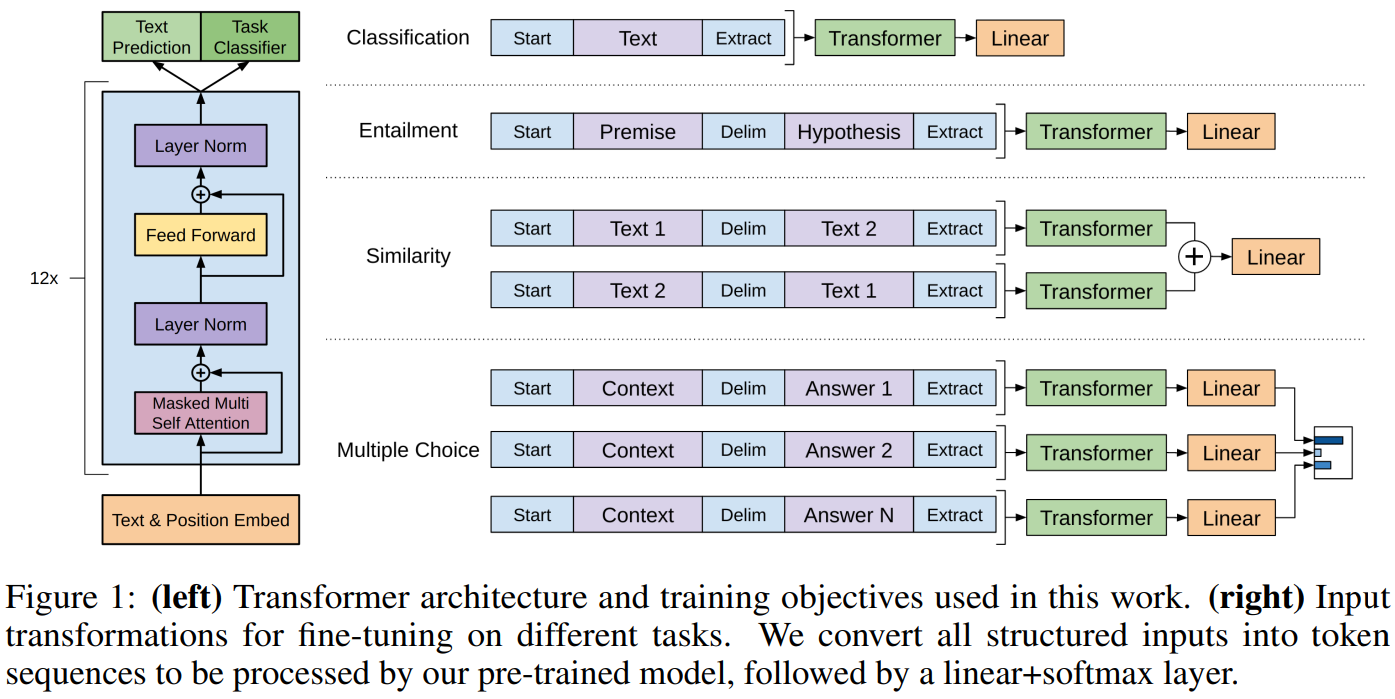 Text
Prediction
Task
Classifier
12x
Layer Norm
+
Feed Forward
Layer Norm
+
Masked Multi
Self Attention
Text & Position Embed
Classification
Start Text Extract Transformer Linear
Entailment
Start Premise Delim Hypothesis Extract Transformer Linear
Similarity
Start Text 1 Delim Text 2 Extract Transformer
+ Linear
Start Text 2 Delim Text 1 Extract Transformer
Multiple Choice
Start Context Delim Answer 1 Extract Transformer Linear
Start Context Delim Answer 2 Extract Transformer Linear
Start Context Delim Answer N Extract Transformer Linear
Figure 1: (left) Transformer architecture and training objectives used in this work. (right) Input
transformations for fine-tuning on different tasks. We convert all structured inputs into token
sequences to be processed by our pre-trained model, followed by a linear+softmax layer.